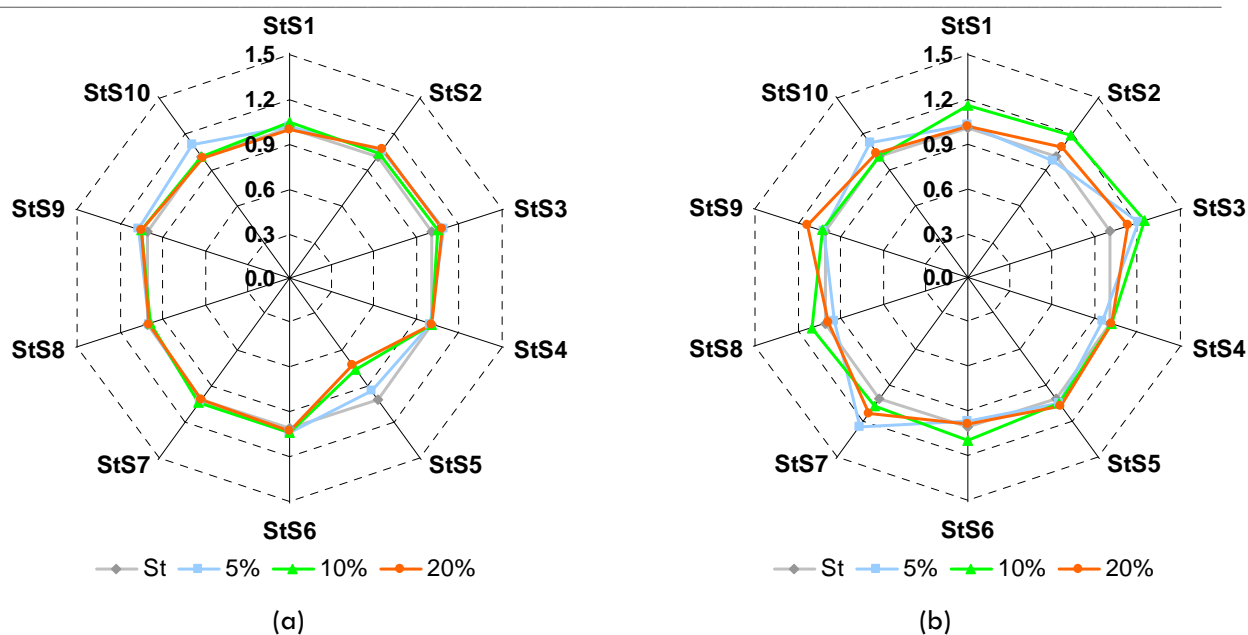 StS1
1.5
StS10
StS2
1.2
0.9
StS9
0.6
StS3
0.3
0.0
StS8
StS4
StS7
StS5
StS6
St 5% 10% 20%
(a)
StS1
1.5
StS10
StS2
1.2
0.9
StS9
0.6
StS3
0.3
0.0
StS8
StS4
StS7
StS5
StS6
St 5% 10% 20%
(b)